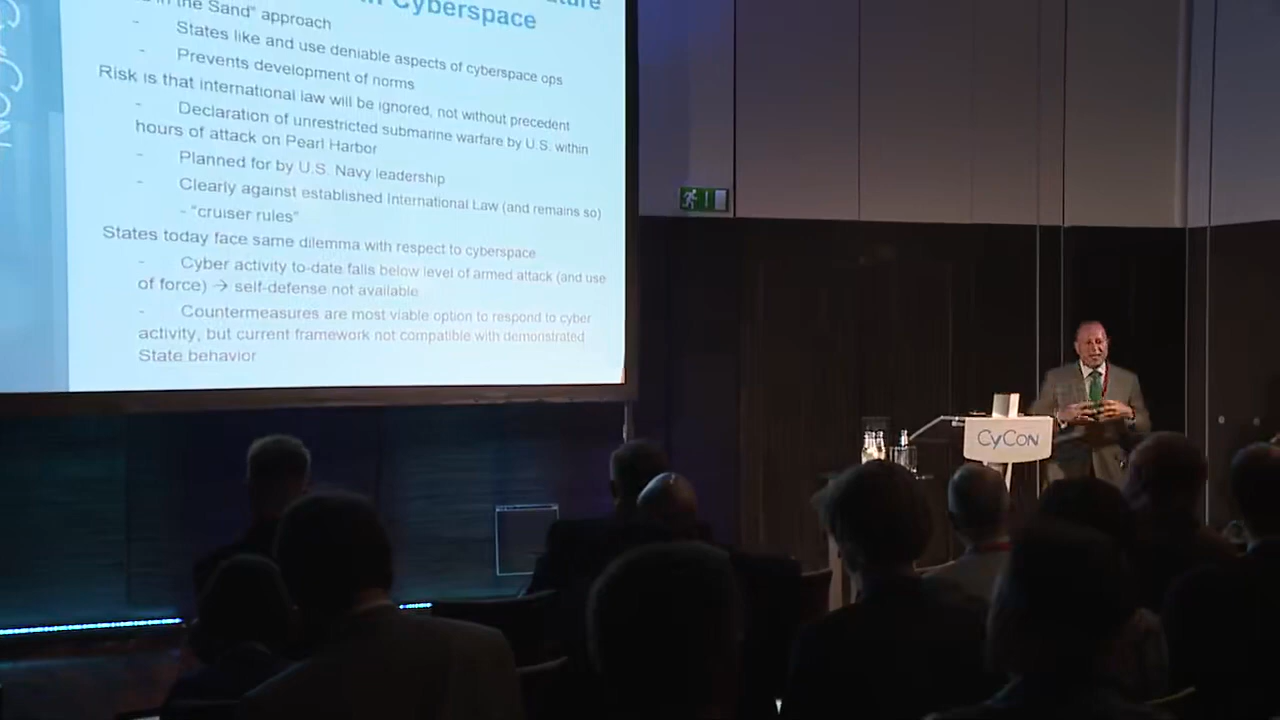 in the Sand" approach
- States like and use deniable aspects of cyberspace ops
- Prevents development of norms
Risk is that international law will be ignored, not without precedent
- Declaration of unrestricted submarine warfare by U.S. within
hours of attack on Pearl Harbor
- Planned for by U.S. Navy leadership
- Clearly against established International Law (and remains so)
- "cruiser rules"
States today face same dilemma with respect to cyberspace
- Cyber activity to-date falls below level of armed attack (and use
of force) → self-defense not available
- Countermeasures are most viable option to respond to cyber
activity, but current framework not compatible with demonstrated
State behavior
Cyberspace
CyCon
CyCon